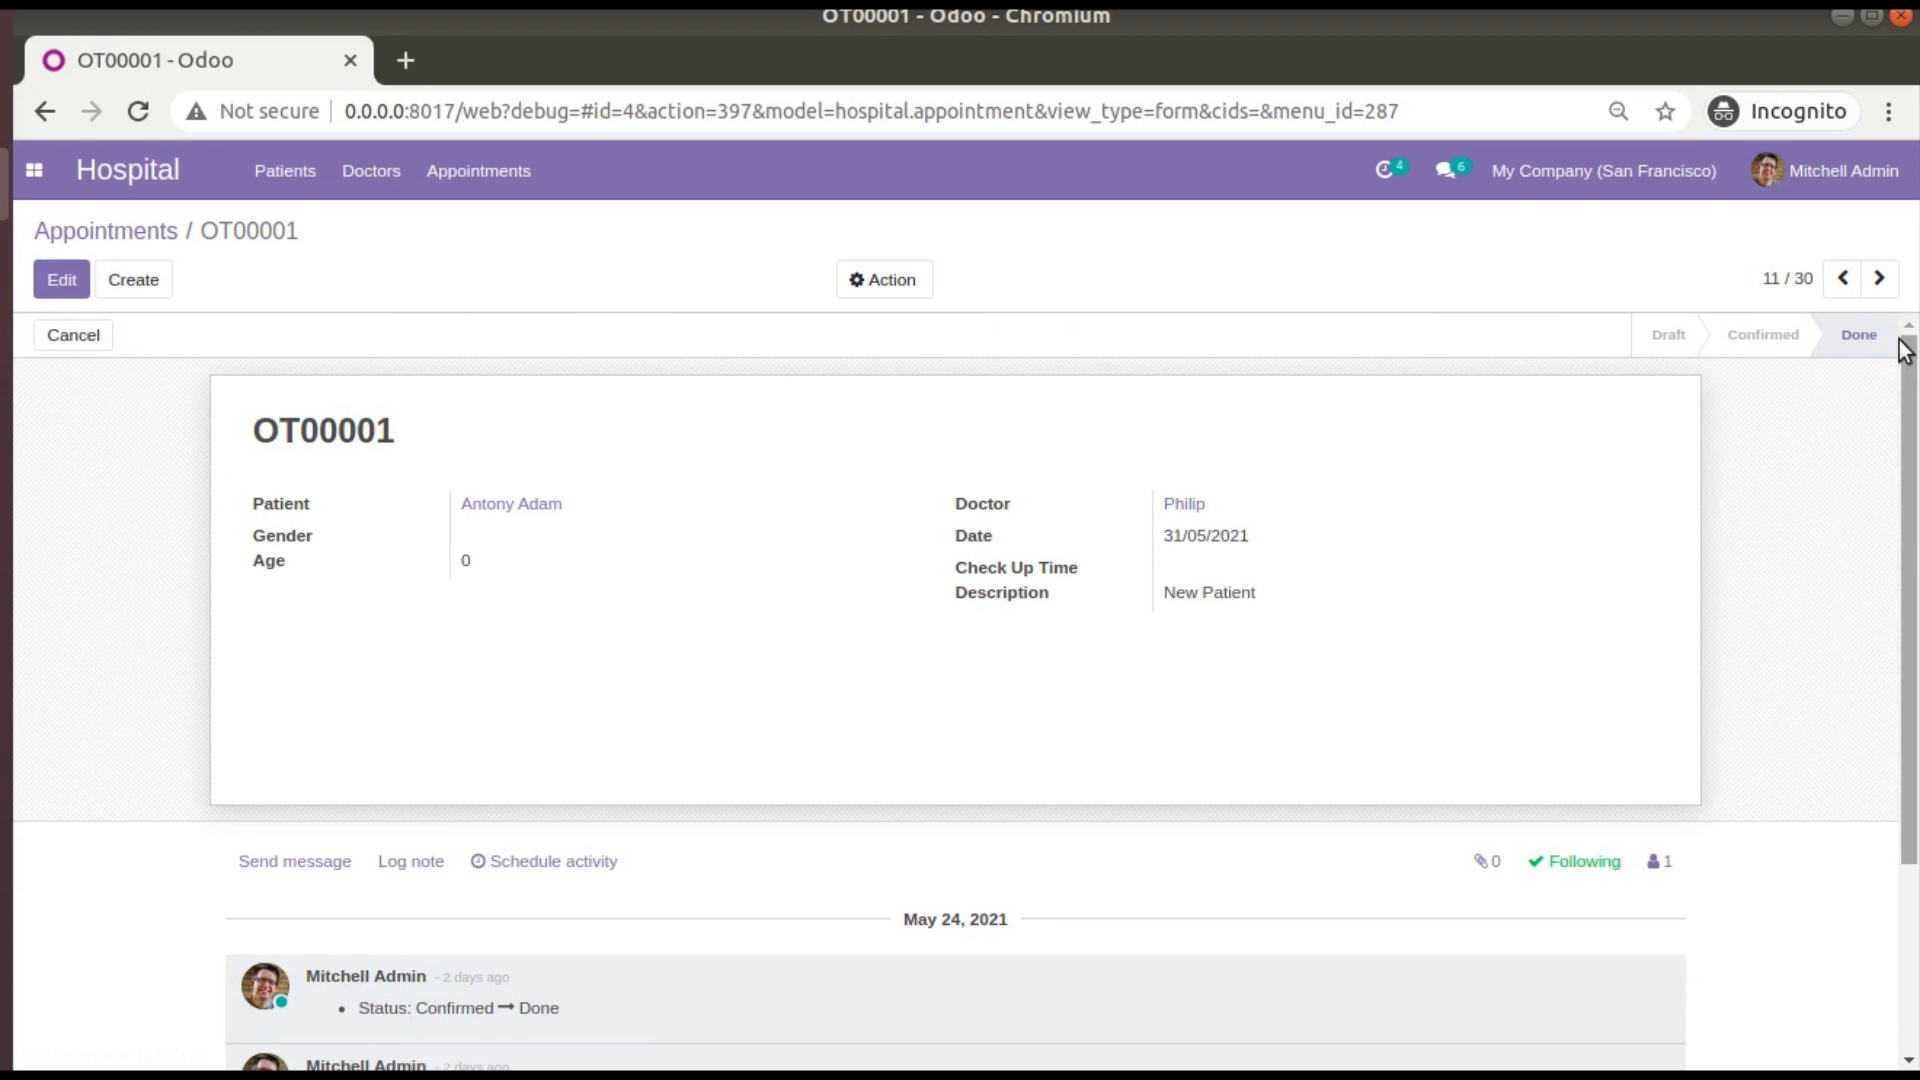 OT00001 - Odoo - Chromium
OT00001 - Odoo
Not secure 0.0.0.0:8017/web?debug=#id=4&action=397&model=hospital.appointment&view_type=form&cids=&menu_id=287 Incognito
Hospital Patients Doctors Appointments 4 6 My Company (San Francisco) Mitchell Admin
Appointments / OT00001
Edit Create Action 11 / 30
Cancel Draft Confirmed Done
OT00001
Patient Antony Adam Doctor Philip
Gender Date 31/05/2021
Age 0 Check Up Time
Description New Patient
Send message Log note Schedule activity 0 Following 1
May 24, 2021
Mitchell Admin - 2 days ago
• Status: Confirmed → Done
Mitchell Admin - 2 days ago